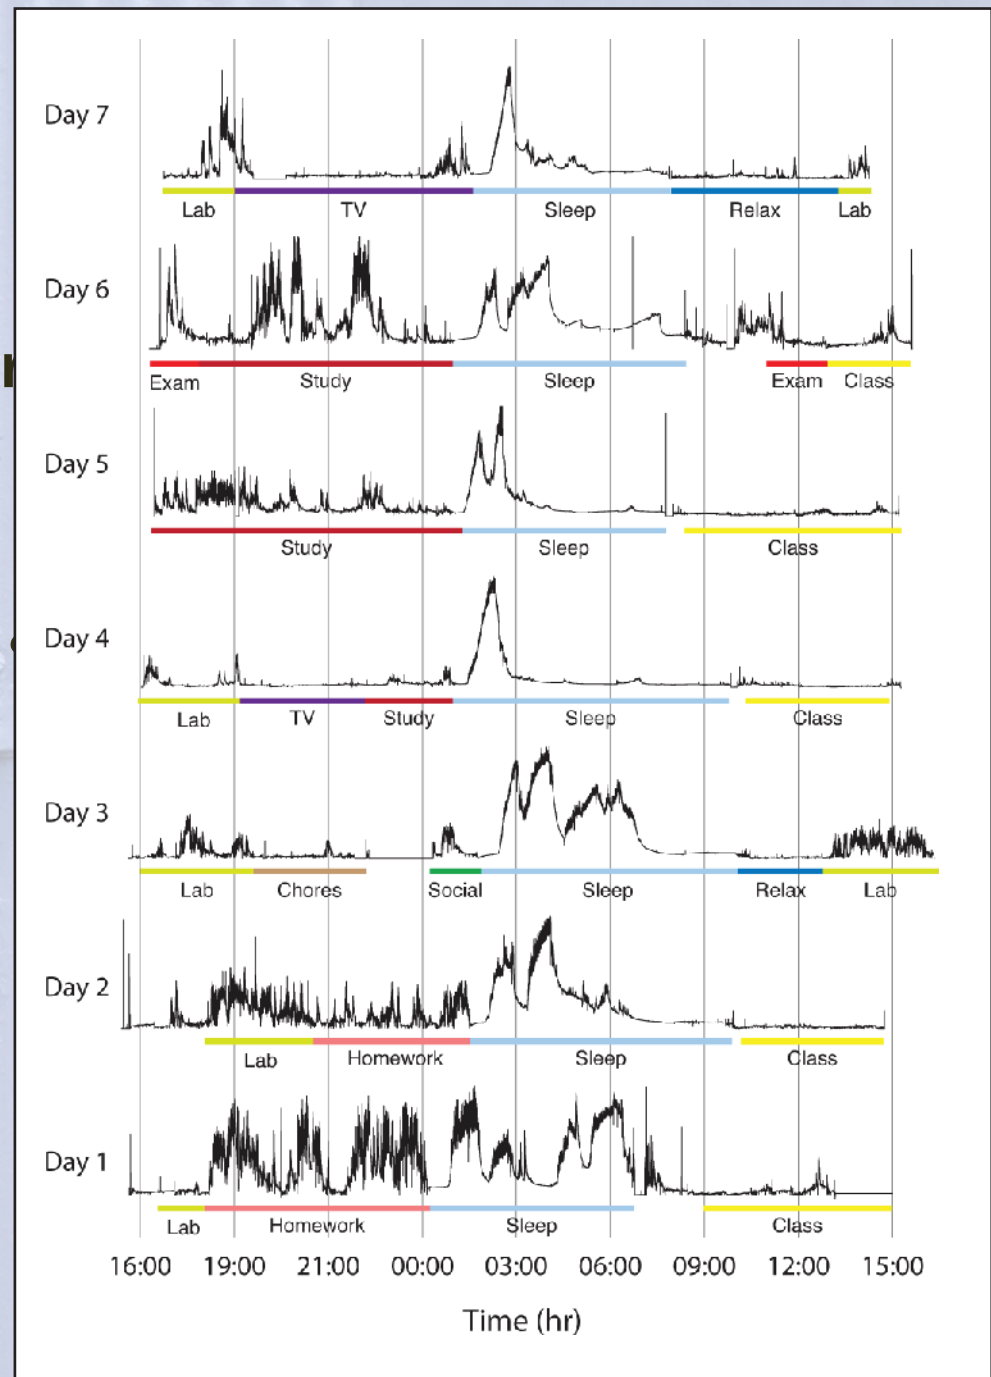 Day 7
Lab TV Sleep Relax Lab
Day 6
Exam Study Sleep Exam Class
Day 5
Study Sleep Class
Day 4
Lab TV Study Sleep Class
Day 3
Lab Chores Social Sleep Relax Lab
Day 2
Lab Homework Sleep Class
Day 1
Lab Homework Sleep Class
16:00 19:00 21:00 00:00 03:00 06:00 09:00 12:00 15:00
Time (hr)